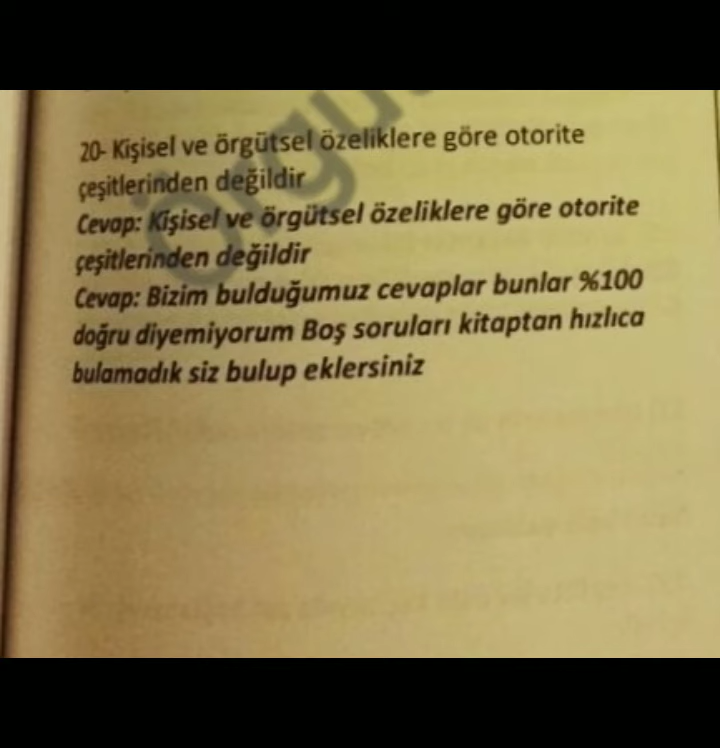 Örgü
20- Kişisel ve örgütsel özeliklere göre otorite
çeşitlerinden değildir
Cevap: Kişisel ve örgütsel özeliklere göre otorite
çeşitlerinden değildir
Cevap: Bizim bulduğumuz cevaplar bunlar %100
doğru diyemiyorum Boş soruları kitaptan hızlıca
bulamadık siz bulup eklersiniz